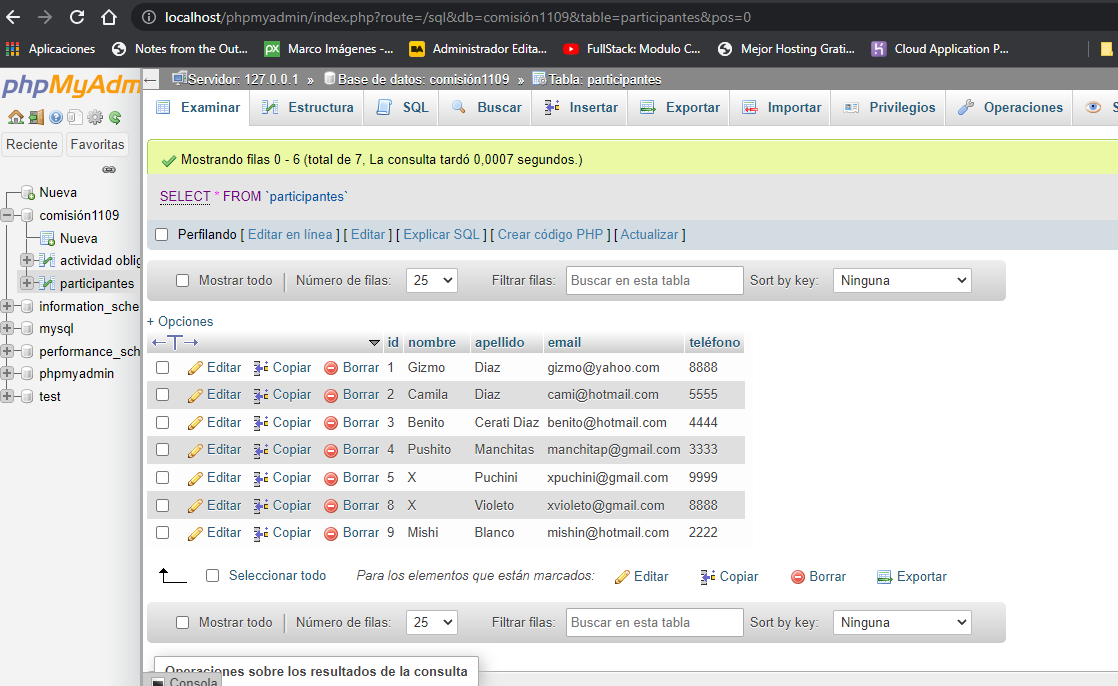 localhost/phpmyadmin/index.php?route=/sql&db=comisión1109&table=participantes&pos=0
Aplicaciones Notes from the Out... px Marco Imágenes -... Administrador Edita... FullStack: Modulo C... Mejor Hosting Grati... Cloud Application P...
phpMyAdm
Servidor: 127.0.0.1 » Base de datos: comisión1109 » Tabla: participantes
Examinar Estructura SQL Buscar Insertar Exportar Importar Privilegios Operaciones S
Reciente Favoritas
Nueva
comisión1109
Nueva
actividad oblig
participantes
information_sche
mysql
performance_sch
phpmyadmin
test
Mostrando filas 0 - 6 (total de 7, La consulta tardó 0,0007 segundos.)
SELECT * FROM `participantes`
Perfilando [ Editar en línea ] [ Editar ] [ Explicar SQL ] [ Crear código PHP ] [ Actualizar ]
Mostrar todo Número de filas: 25 Filtrar filas: Buscar en esta tabla Sort by key: Ninguna
+ Opciones
id nombre apellido email teléfono
Editar Copiar Borrar 1 Gizmo Diaz gizmo@yahoo.com 8888
Editar Copiar Borrar 2 Camila Diaz cami@hotmail.com 5555
Editar Copiar Borrar 3 Benito Cerati Diaz benito@hotmail.com 4444
Editar Copiar Borrar 4 Pushito Manchitas manchitap@gmail.com 3333
Editar Copiar Borrar 5 X Puchini xpuchini@gmail.com 9999
Editar Copiar Borrar 8 X Violeto xvioleto@gmail.com 8888
Editar Copiar Borrar 9 Mishi Blanco mishin@hotmail.com 2222
Seleccionar todo Para los elementos que están marcados: Editar Copiar Borrar Exportar
Mostrar todo Número de filas: 25 Filtrar filas: Buscar en esta tabla Sort by key: Ninguna
Operaciones sobre los resultados de la consulta
Consola